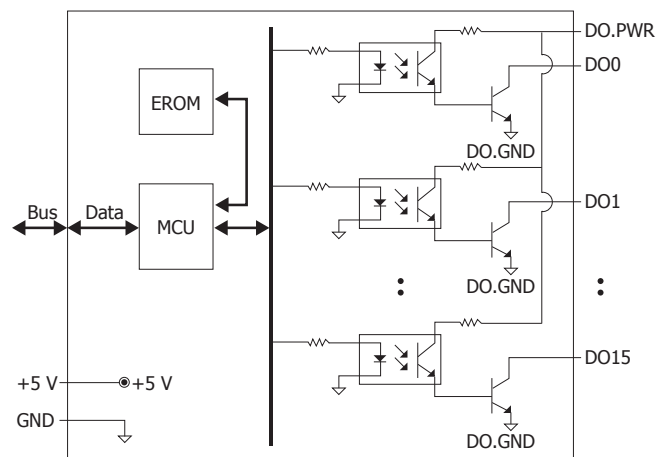 DO.PWR
DO0
EROM
DO.GND
Bus
Data
MCU
DO1
DO.GND
DO15
+5 V
+5 V
GND
DO.GND